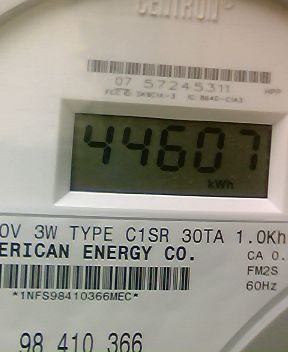 CENTRON®
07 57245311
HPP
44607
kWh
0V 3W TYPE C1SR 30TA 1.0Kh
ERICAN ENERGY CO.
CA 0.
FM2S
60Hz
*1NFS98410366MEC*
98 410 366